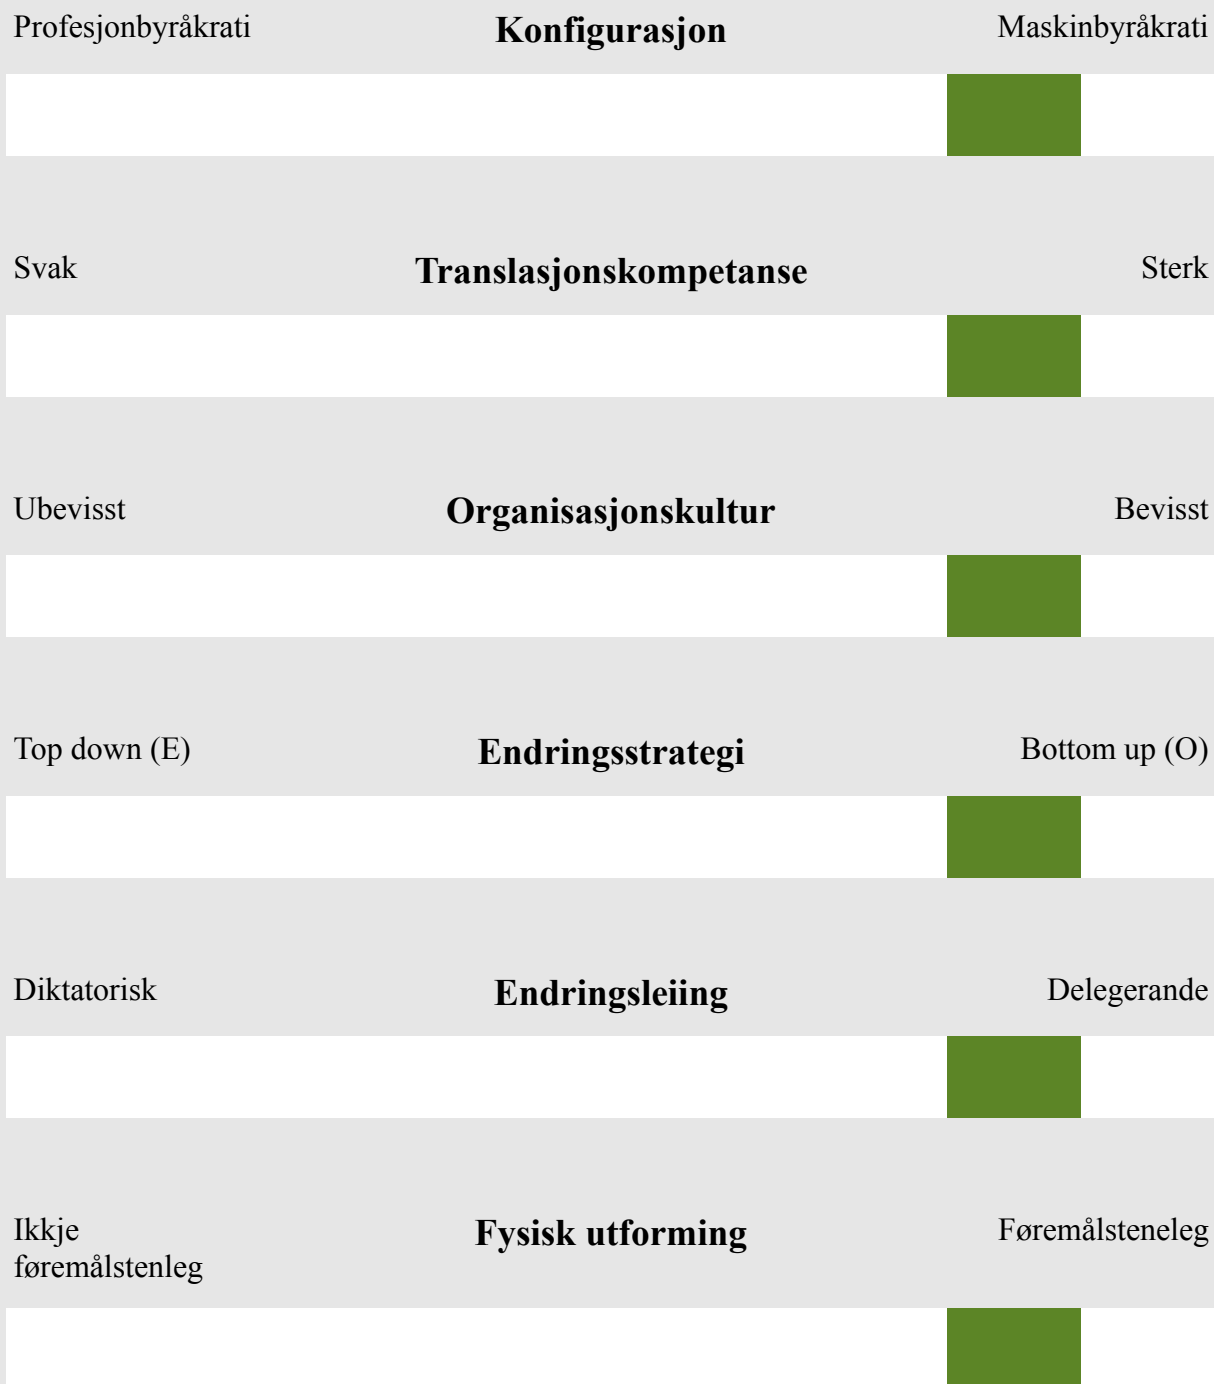 Profesjonbyråkrati Konfigurasjon Maskinbyråkrati
Svak Translasjonskompetanse Sterk
Ubevisst Organisasjonskultur Bevisst
Top down (E) Endringsstrategi Bottom up (O)
Diktatorisk Endringsleiing Delegerande
Ikkje Fysisk utforming Føremålsteneleg
føremålstenleg